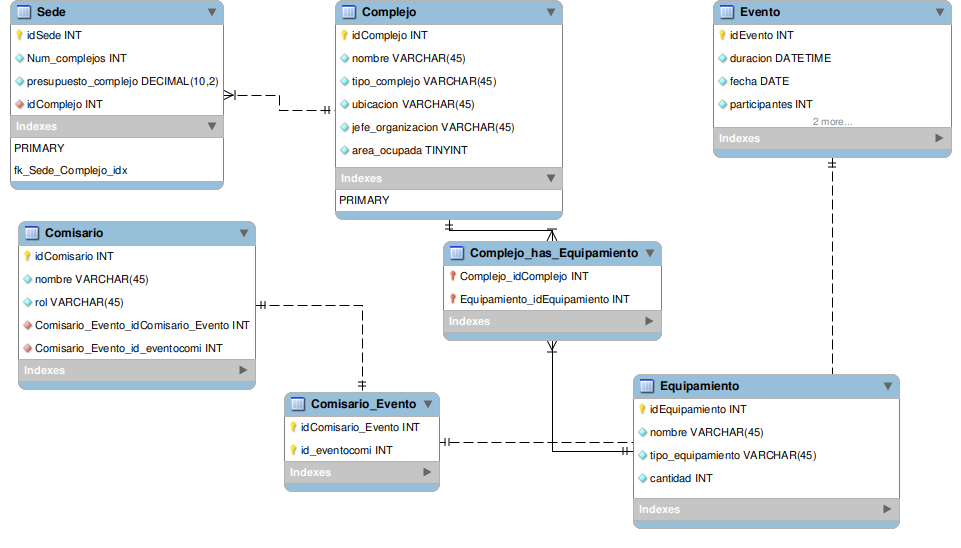 Sede
idSede INT
Num_complejos INT
presupuesto_complejo DECIMAL(10,2)
idComplejo INT
Indexes
PRIMARY
fk_Sede_Complejo_idx
Complejo
idComplejo INT
nombre VARCHAR(45)
tipo_complejo VARCHAR(45)
ubicacion VARCHAR(45)
jefe_organizacion VARCHAR(45)
area_ocupada TINYINT
Indexes
PRIMARY
Evento
idEvento INT
duracion DATETIME
fecha DATE
participantes INT
2 more...
Indexes
Comisario
idComisario INT
nombre VARCHAR(45)
rol VARCHAR(45)
Comisario_Evento_idComisario_Evento INT
Comisario_Evento_id_eventocomi INT
Indexes
Complejo_has_Equipamiento
Complejo_idComplejo INT
Equipamiento_idEquipamiento INT
Indexes
Comisario_Evento
idComisario_Evento INT
id_eventocomi INT
Indexes
Equipamiento
idEquipamiento INT
nombre VARCHAR(45)
tipo_equipamiento VARCHAR(45)
cantidad INT
Indexes